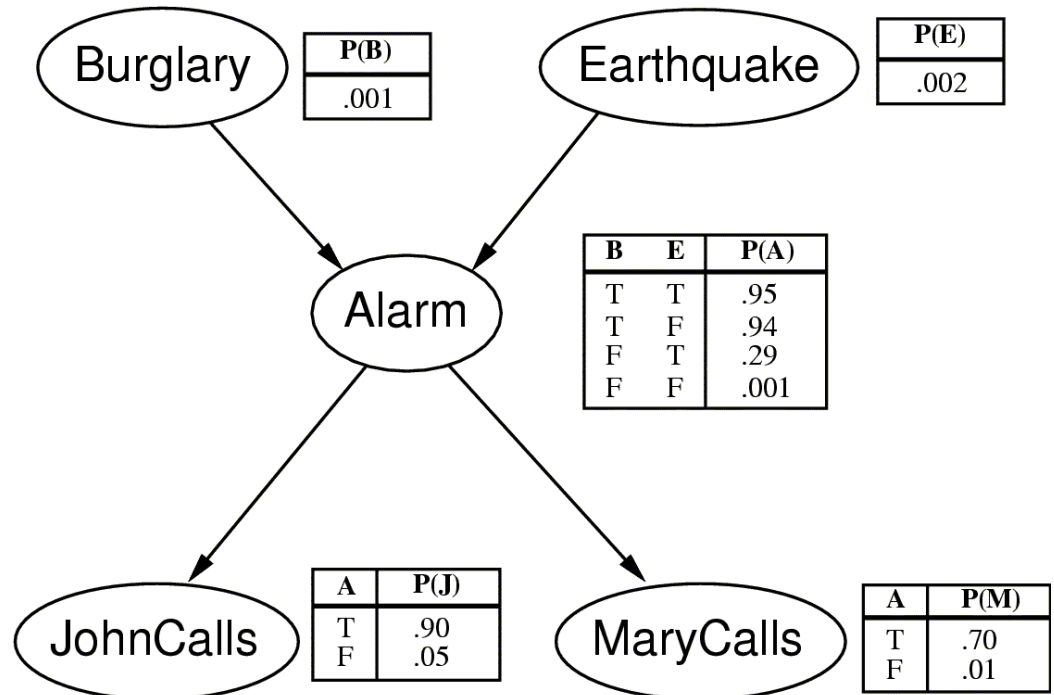 Burglary
P(B)
.001
Earthquake
P(E)
.002
Alarm
B E P(A)
T T .95
T F .94
F T .29
F F .001
JohnCalls
A P(J)
T .90
F .05
MaryCalls
A P(M)
T .70
F .01